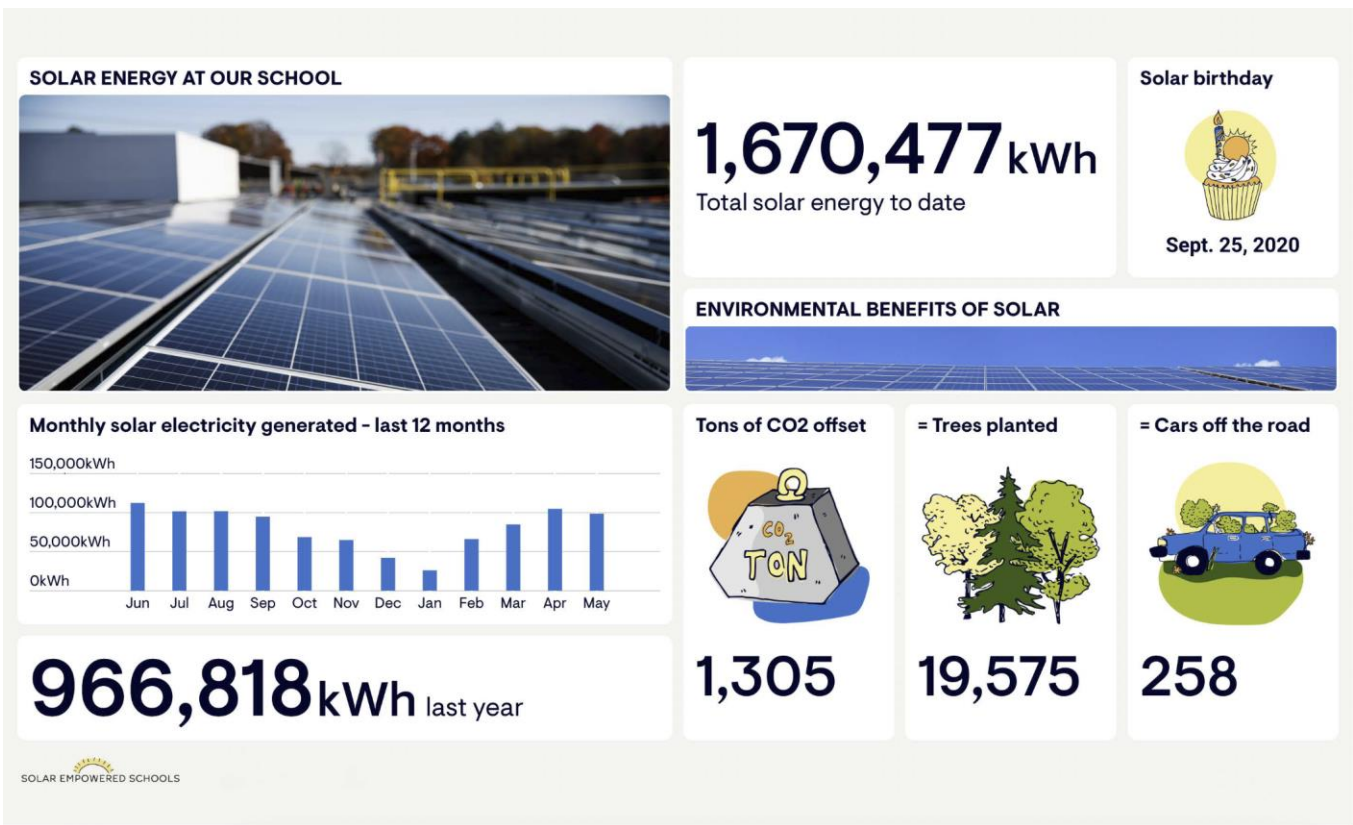 SOLAR ENERGY AT OUR SCHOOL
1,670,477 kWh
Total solar energy to date
Solar birthday
Sept. 25, 2020
ENVIRONMENTAL BENEFITS OF SOLAR
Monthly solar electricity generated - last 12 months
150,000kWh
100,000kWh
50,000kWh
0kWh
Jun Jul Aug Sep Oct Nov Dec Jan Feb Mar Apr May
966,818 kWh last year
Tons of CO2 offset
CO2
TON
1,305
= Trees planted
19,575
= Cars off the road
258
SOLAR EMPOWERED SCHOOLS